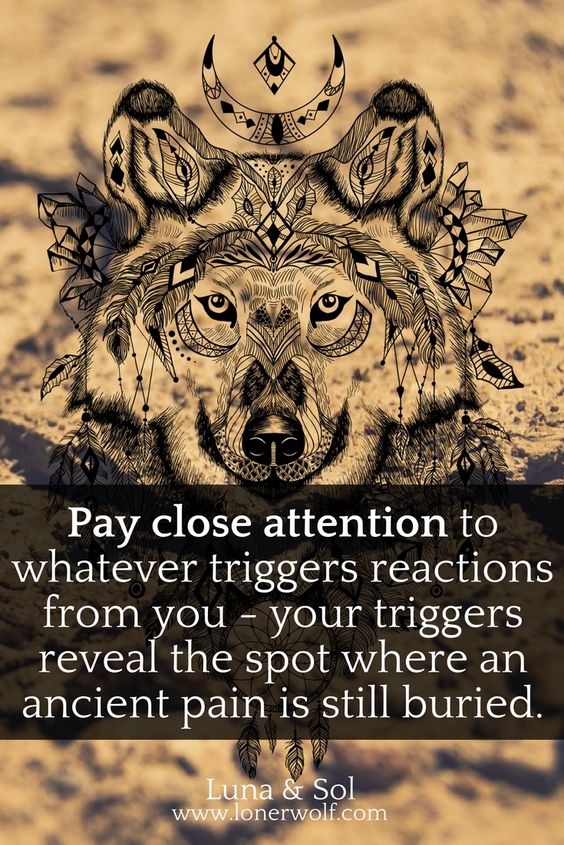 Pay close attention to
whatever triggers reactions
from you – your triggers
reveal the spot where an
ancient pain is still buried.
Luna & Sol
www.lonerwolf.com